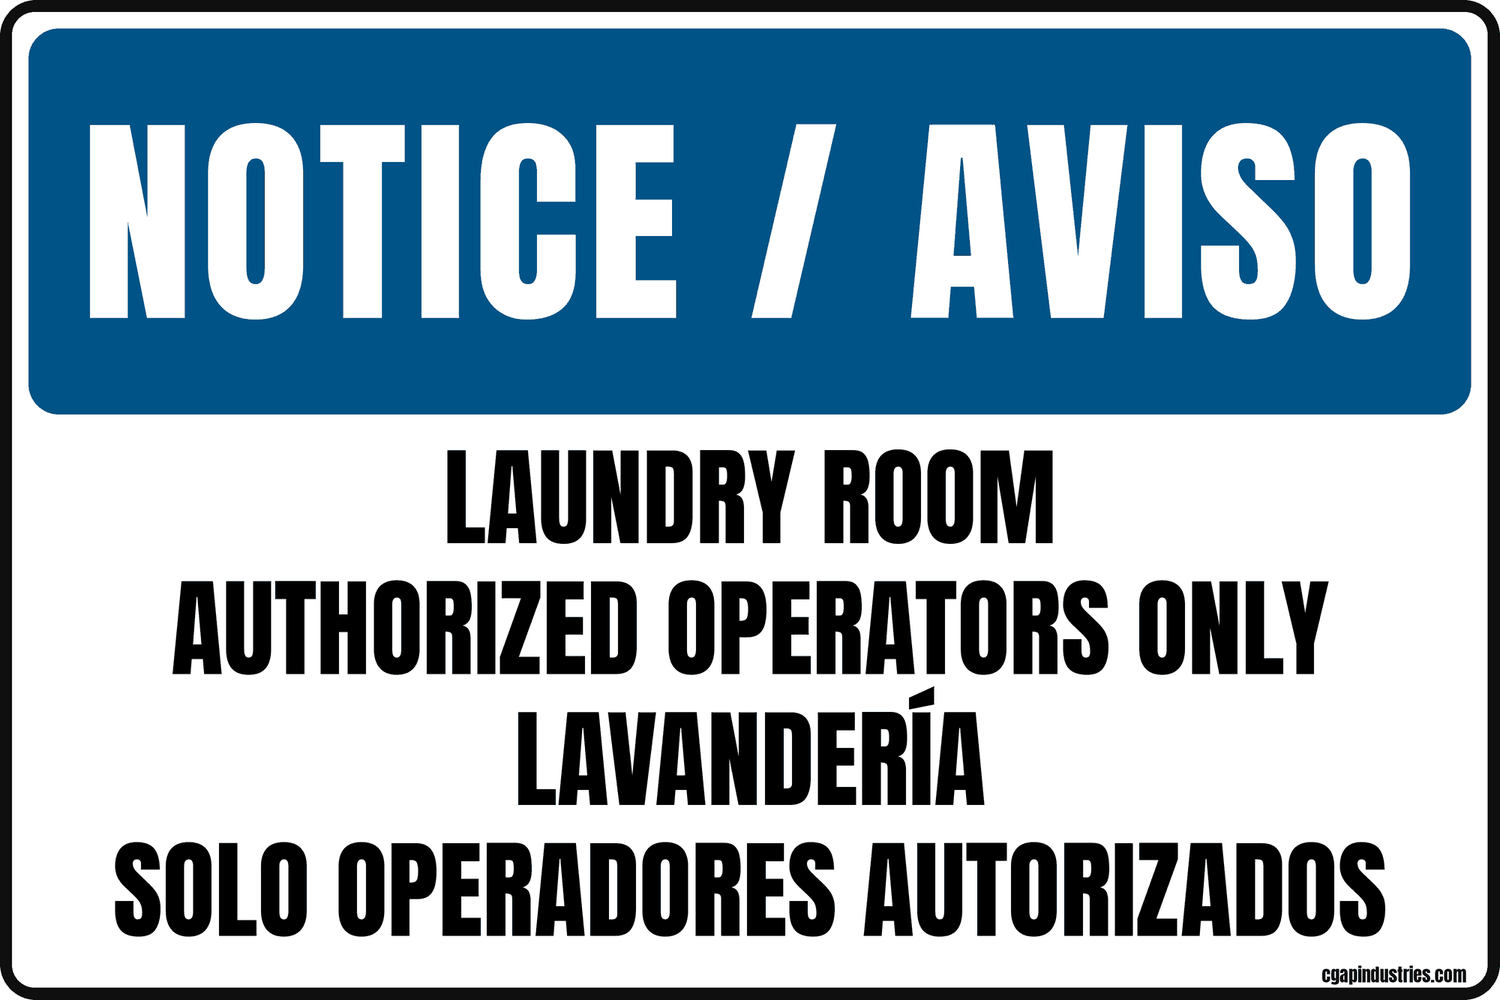 NOTICE / AVISO
LAUNDRY ROOM
AUTHORIZED OPERATORS ONLY
LAVANDERÍA
SOLO OPERADORES AUTORIZADOS
cgapindustries.com